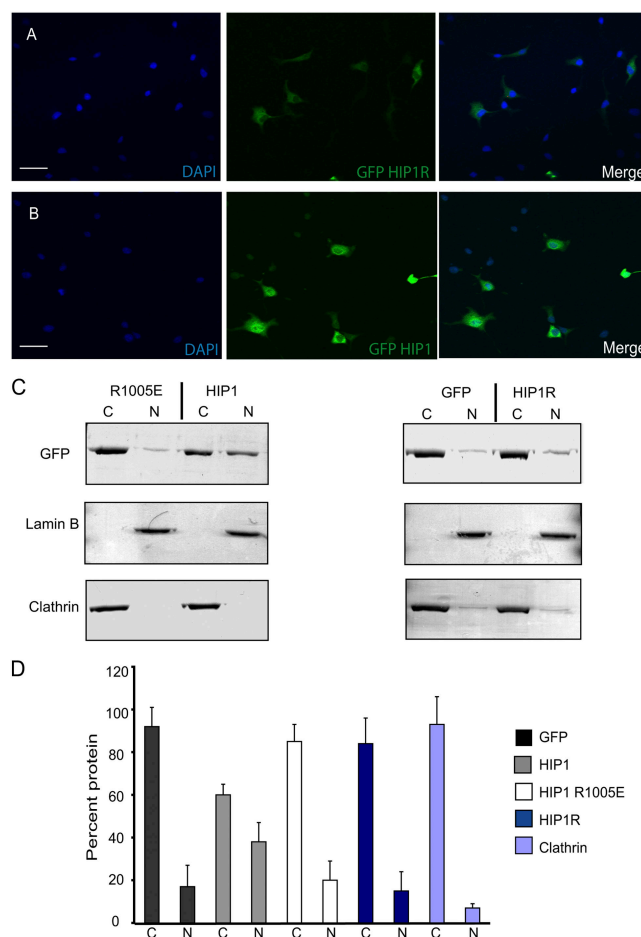 A
DAPI
GFP HIP1R
Merge
B
DAPI
GFP HIP1
Merge
C
R1005E HIP1
C N C N
GFP HIP1R
C N C N
GFP
Lamin B
Clathrin
D
Percent protein
120
100
80
60
40
20
0
C N C N C N C N C N
GFP
HIP1
HIP1 R1005E
HIP1R
Clathrin